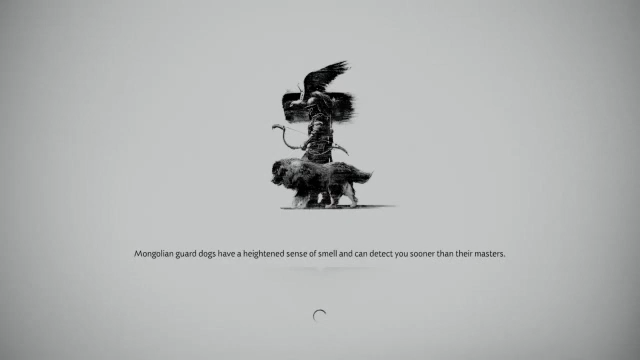 Mongolian guard dogs have a heightened sense of smell and can detect you sooner than their masters.